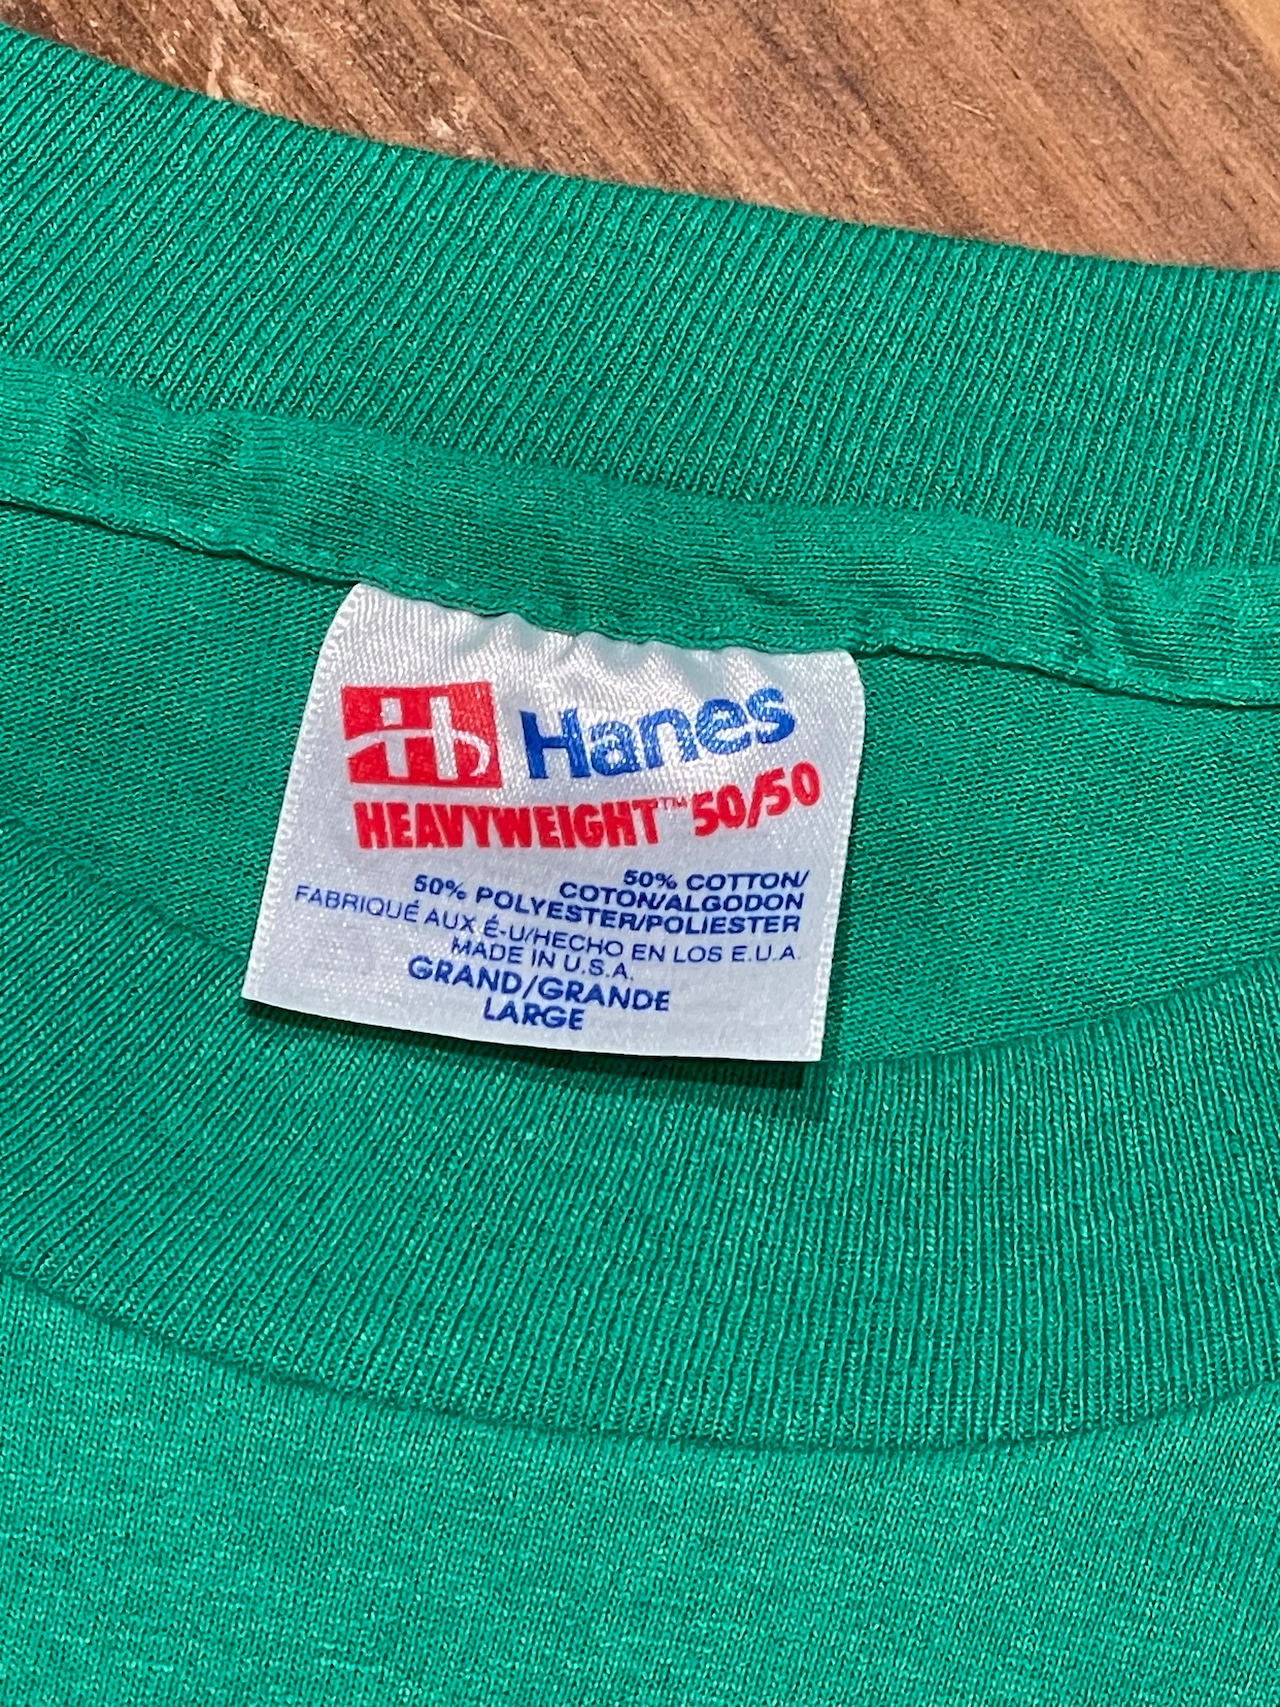 Hanes
HEAVYWEIGHT™ 50/50
50% COTTON/
COTON/ALGODON
50% POLYESTER/POLIESTER
FABRIQUÉ AUX É-U/HECHO EN LOS E.U.A.
MADE IN U.S.A.
GRAND/GRANDE
LARGE